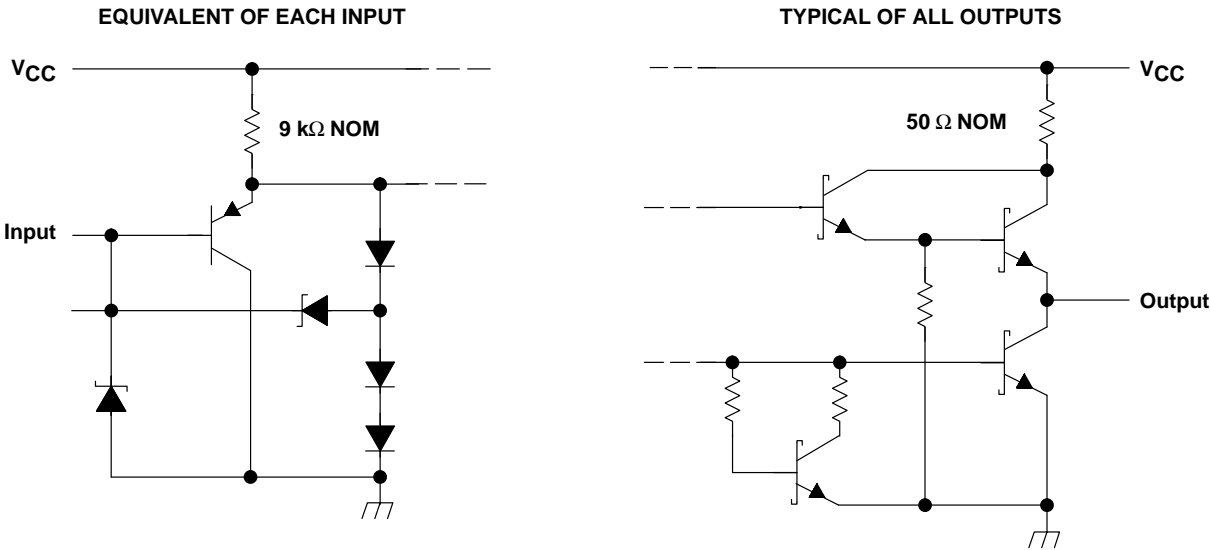 EQUIVALENT OF EACH INPUT
TYPICAL OF ALL OUTPUTS
VCC
9 kΩ NOM
Input
VCC
50 Ω NOM
Output